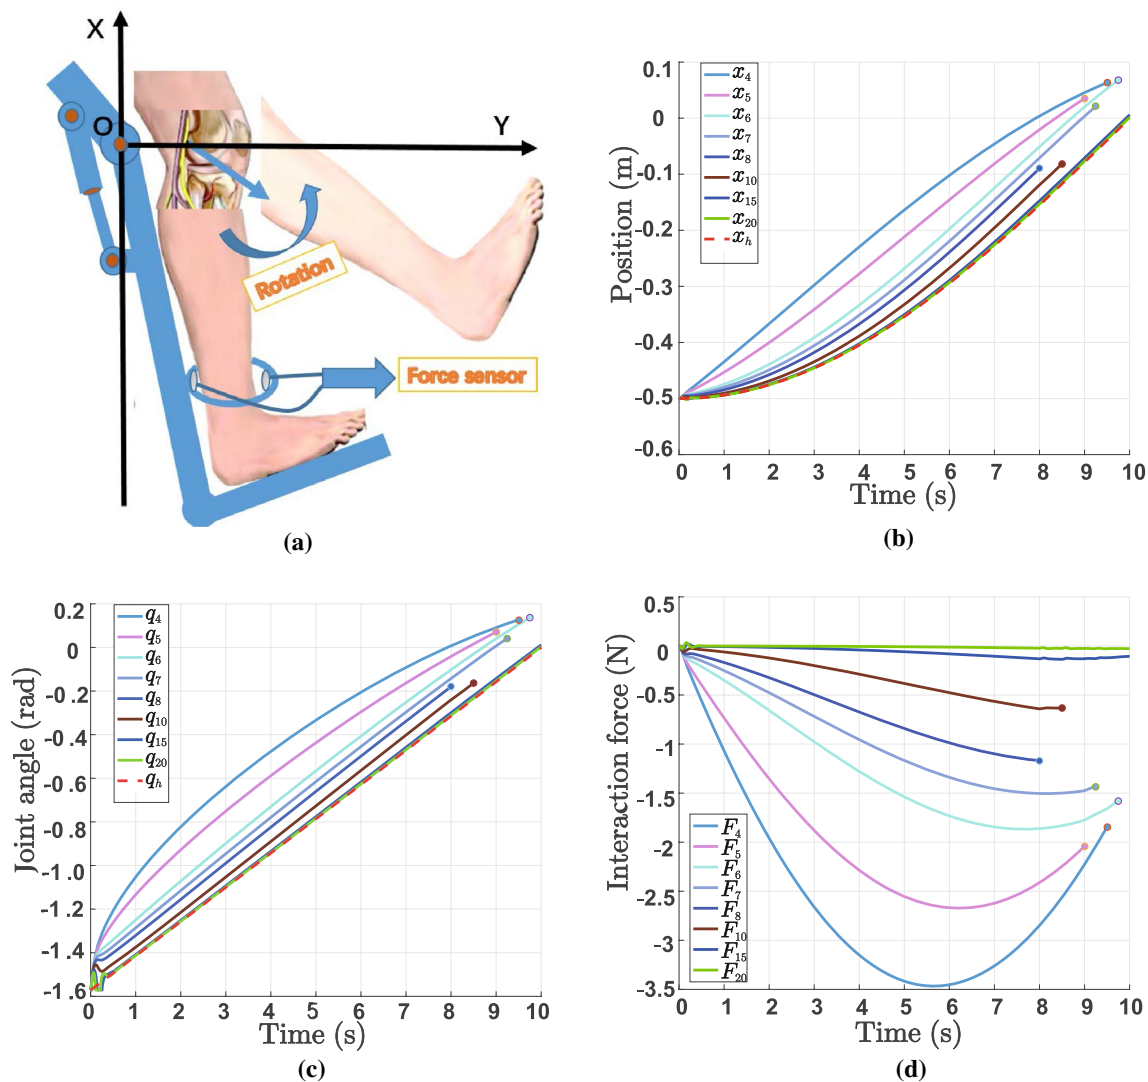 X
O
Y
Rotation
Force sensor
(a)
0.1
0
-0.1
-0.2
-0.3
-0.4
-0.5
-0.6
Position (m)
x4
x5
x6
x7
x8
x10
x15
x20
xh
0 1 2 3 4 5 6 7 8 9 10
Time (s)
(b)
0.2
0
-0.2
-0.4
-0.6
-0.8
-1.0
-1.2
-1.4
-1.6
Joint angle (rad)
q4
q5
q6
q7
q8
q10
q15
q20
qh
0 1 2 3 4 5 6 7 8 9 10
Time (s)
(c)
0.5
0
-0.5
-1
-1.5
-2
-2.5
-3
-3.5
Interaction force (N)
F4
F5
F6
F7
F8
F10
F15
F20
0 1 2 3 4 5 6 7 8 9 10
Time (s)
(d)